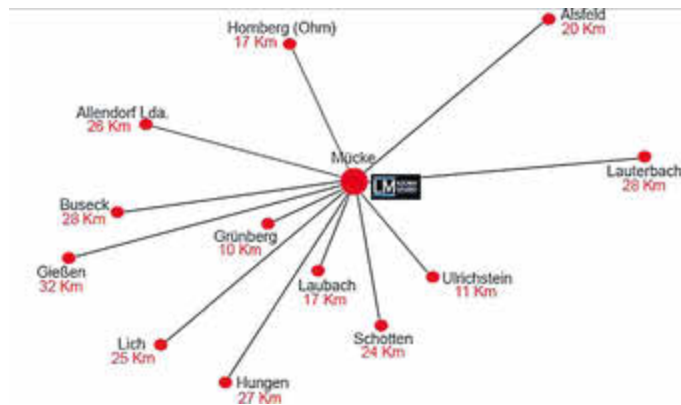 Homberg (Ohm)
17 Km
Alsfeld
20 Km
Allendorf Lda.
26 Km
Mücke
LM
Lauterbach
28 Km
Buseck
28 Km
Grünberg
10 Km
Gießen
32 Km
Laubach
17 Km
Ulrichstein
11 Km
Schotten
24 Km
Lich
25 Km
Hungen
27 Km